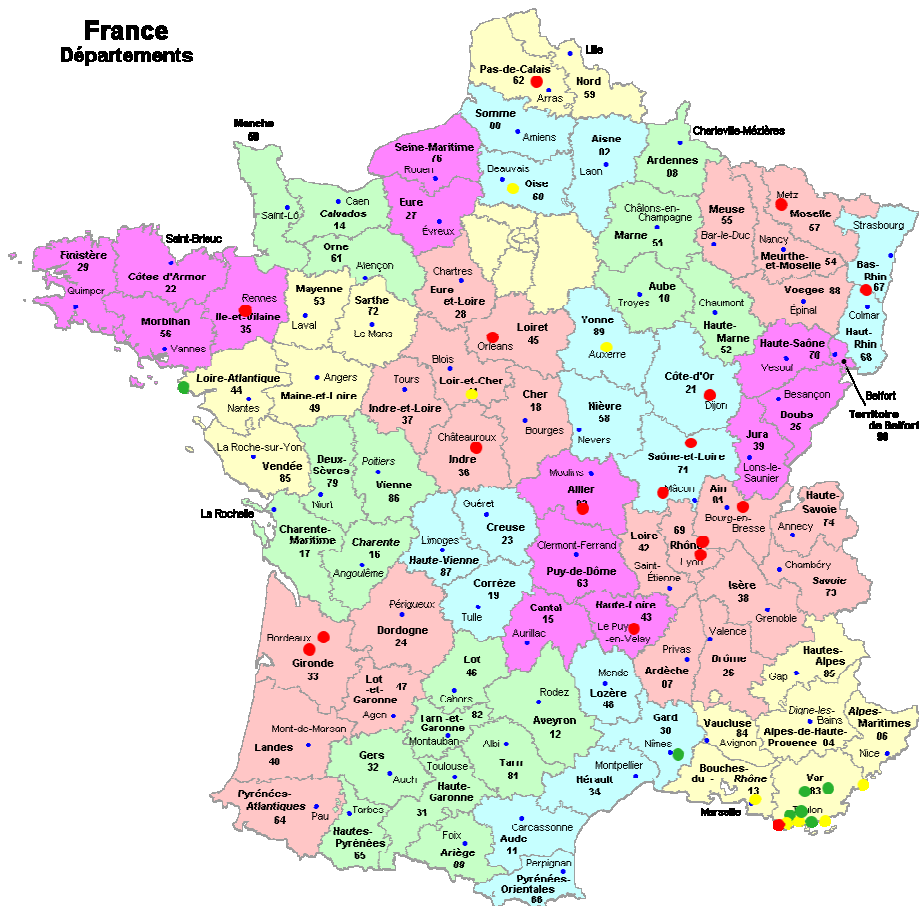 France
Départements
Lille
Pas-de-Calais
62
Arras
Nord
59
Somme
Amiens
Manche
Charleville-Mézières
Aisne
02
Laon
Ardennes
08
Seine-Maritime
76
Rouen
Beauvais
Oise
60
Eure
27
Évreux
Caen
Calvados
14
Saint-Lô
Orne
61
Alençon
Châlons-en-
Champagne
Marne
51
Meuse
55
Bar-le-Duc
Metz
Moselle
57
Nancy
Meurthe-
et-Moselle
54
Strasbourg
Bas-
Rhin
67
Colmar
Haut-
Rhin
68
Saint-Brieuc
Finistère
29
Quimper
Côtes d'Armor
22
Morbihan
56
Vannes
Rennes
Ile-et-Vilaine
35
Mayenne
53
Laval
Sarthe
72
Le Mans
Chartres
Eure
et-Loire
28
Loiret
45
Orléans
Yonne
89
Auxerre
Aube
10
Troyes
Chaumont
Haute-
Marne
52
Vosges
88
Épinal
Haute-Saône
Vesoul
Belfort
Territoire
de Belfort
90
Loire-Atlantique
44
Nantes
Angers
Maine-et-Loire
49
Tours
Indre-et-Loire
37
Blois
Loir-et-Cher
Cher
18
Bourges
Nièvre
58
Nevers
Côte-d'Or
21
Dijon
Besançon
Doubs
Jura
39
Lons-le-
Saunier
La Roche-sur-Yon
Vendée
85
Deux-
Sèvres
79
Niort
Poitiers
Vienne
86
Châteauroux
Indre
36
Saône-et-Loire
71
Mâcon
Moulins
Allier
La Rochelle
Charente-
Maritime
17
Charente
16
Angoulême
Limoges
Haute-Vienne
87
Guéret
Creuse
23
Clermont-Ferrand
Puy-de-Dôme
63
Loire
42
Saint-
Étienne
69
Rhône
Lyon
Ain
Bourg-en-
Bresse
Haute-
Savoie
74
Annecy
Chambéry
Savoie
73
Isère
38
Grenoble
Corrèze
19
Tulle
Cantal
15
Aurillac
Haute-Loire
43
Le Puy
-en-Velay
Périgueux
Dordogne
24
Bordeaux
Gironde
33
Lot
46
Cahors
Lot
-et-
Garonne
47
Agen
Mende
Lozère
48
Privas
Ardèche
07
Valence
Drôme
26
Hautes-
Alpes
Gap
Rodez
Aveyron
12
Tarn -et-
Garonne
82
Montauban
Mont-de-Marsan
Landes
40
Gers
32
Auch
Toulouse
Haute-
Garonne
31
Albi
Tarn
81
Gard
30
Nîmes
Vaucluse
84
Avignon
Digne-les-
Bains
Alpes-de-Haute-
Provence 04
Alpes-
Maritimes
06
Nice
Montpellier
Hérault
34
Bouches-
du - Rhône
13
Marseille
Var
83
Toulon
Pyrénées-
Atlantiques
64
Pau
Tarbes
Hautes-
Pyrénées
65
Foix
Ariège
Carcassonne
Aude
11
Perpignan
Pyrénées-
Orientales
66